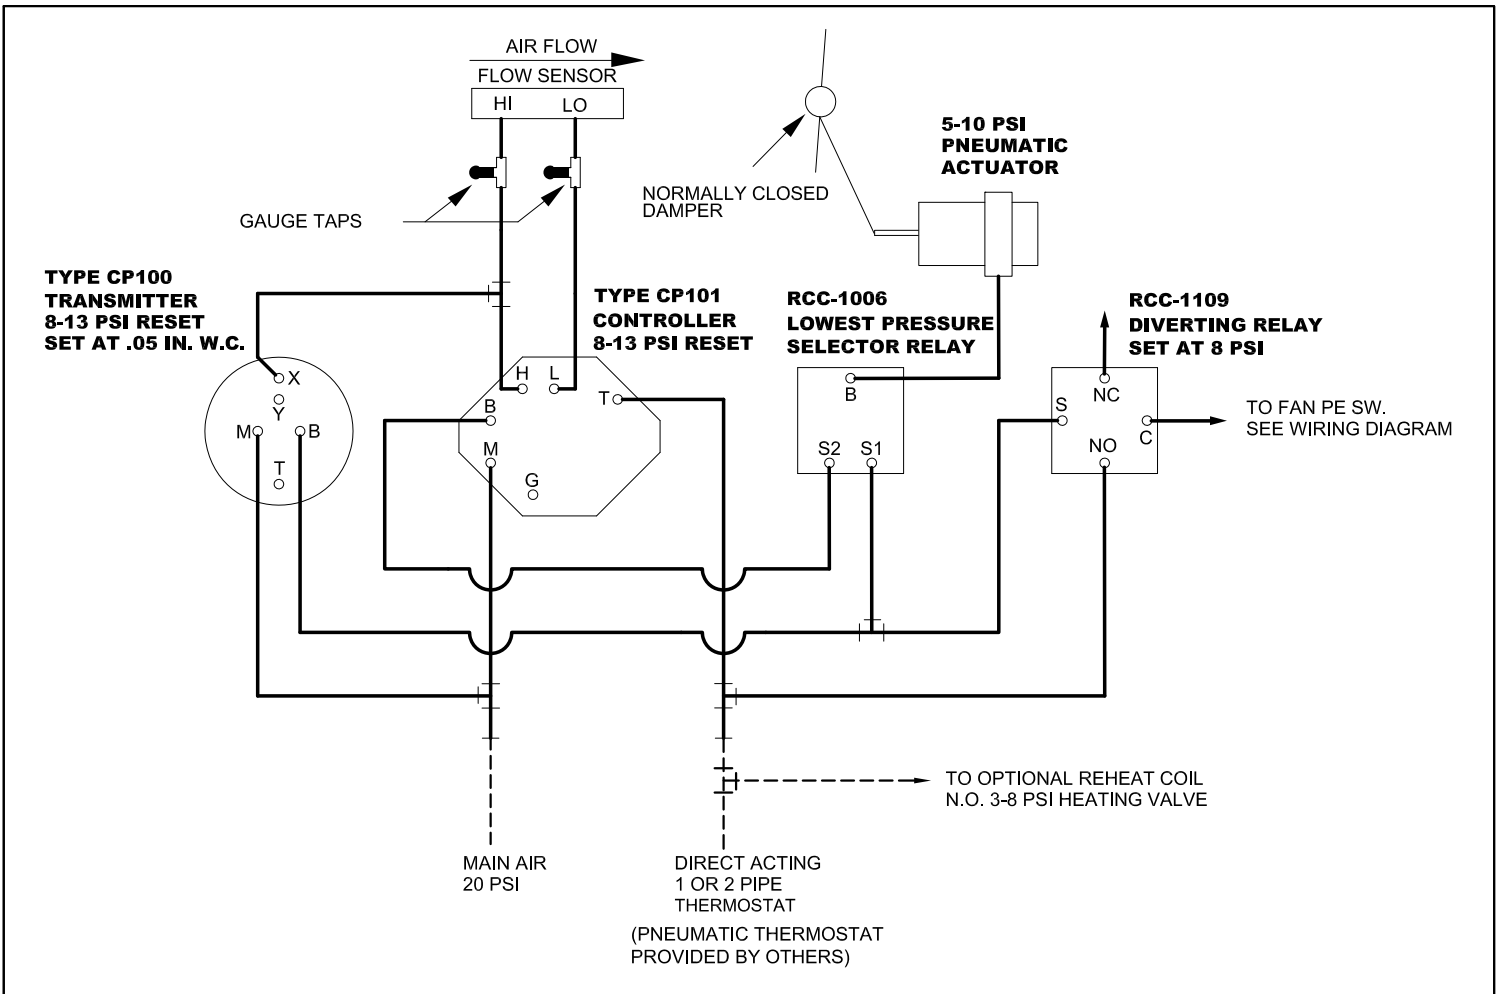 AIR FLOW
FLOW SENSOR
HI
LO
GAUGE TAPS
NORMALLY CLOSED
DAMPER
5-10 PSI
PNEUMATIC
ACTUATOR
TYPE CP100
TRANSMITTER
8-13 PSI RESET
SET AT .05 IN. W.C.
TYPE CP101
CONTROLLER
8-13 PSI RESET
RCC-1006
LOWEST PRESSURE
SELECTOR RELAY
RCC-1109
DIVERTING RELAY
SET AT 8 PSI
X
Y
M
B
T
H
L
T
B
M
G
B
S2
S1
S
NC
C
NO
TO FAN PE SW.
SEE WIRING DIAGRAM
TO OPTIONAL REHEAT COIL
N.O. 3-8 PSI HEATING VALVE
MAIN AIR
20 PSI
DIRECT ACTING
1 OR 2 PIPE
THERMOSTAT
(PNEUMATIC THERMOSTAT
PROVIDED BY OTHERS)